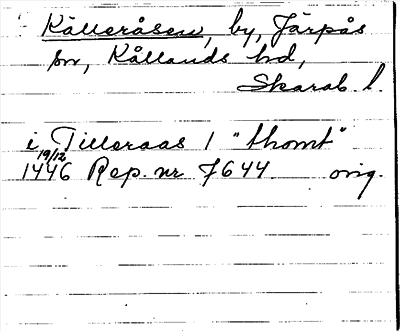 Källeråsen, by, Järpås
sn, Kållands hd,
Skarab. l.
i Tilleraas 1 "thomt"
19/12
1446 Rep. nr 7644 orig.